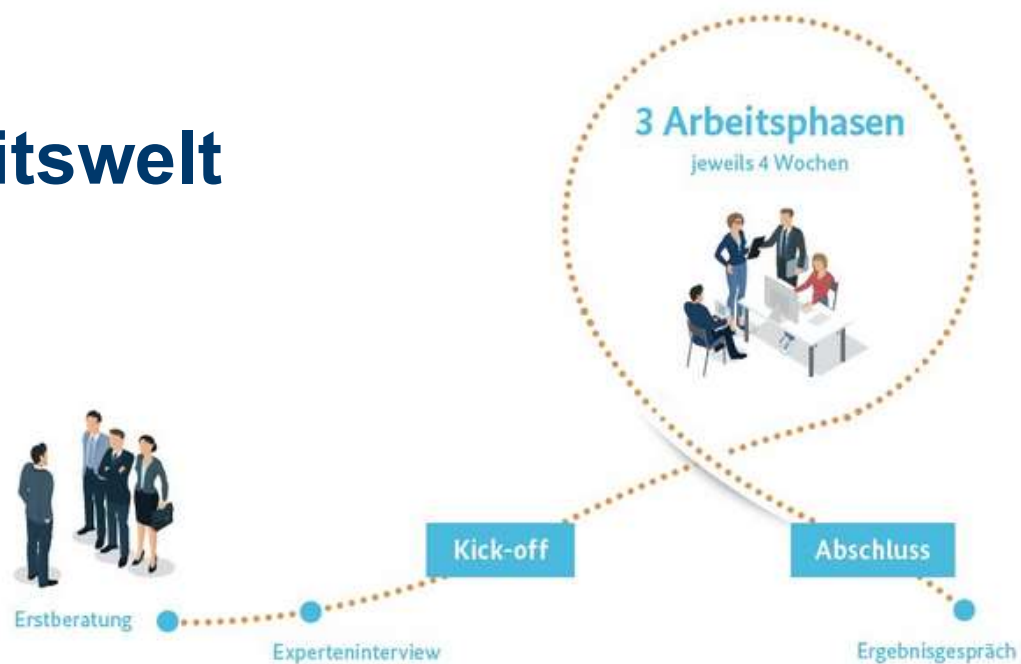 itswelt
3 Arbeitsphasen
jeweils 4 Wochen
Kick-off
Abschluss
Erstberatung
Experteninterview
Ergebnisgespräch